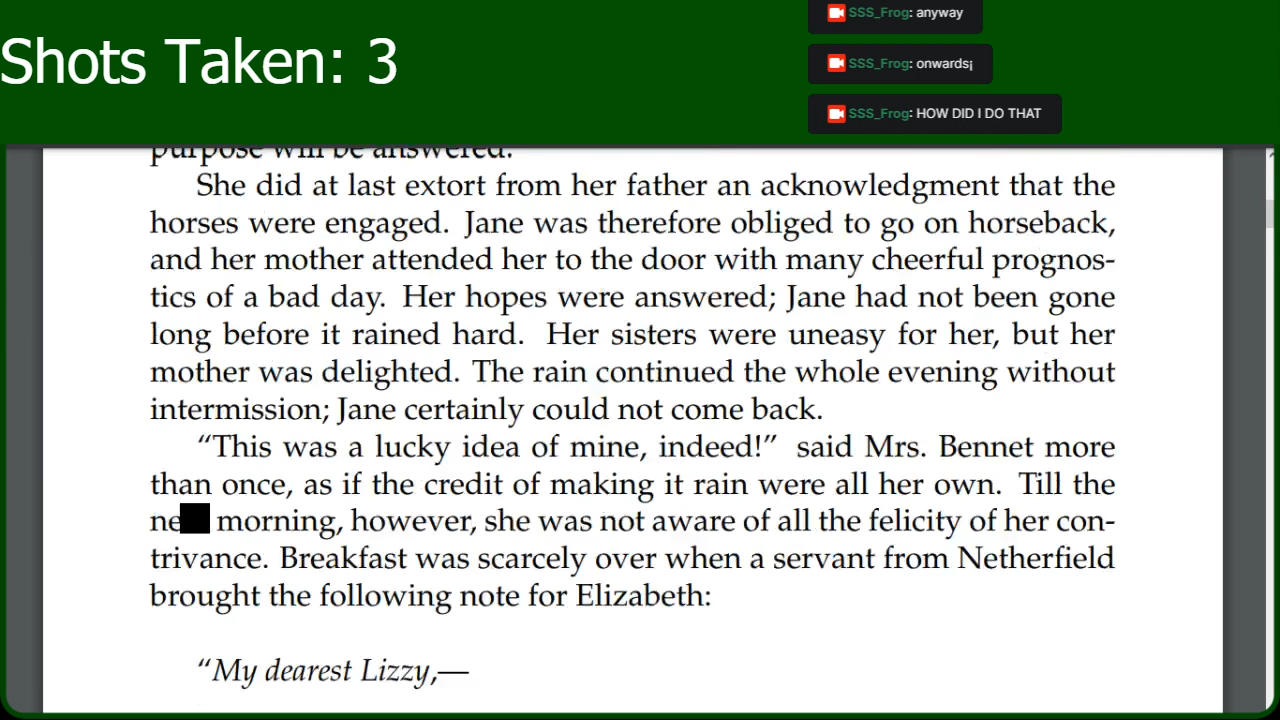 Shots Taken: 3
SSS_Frog: anyway
SSS_Frog: onwards¡
SSS_Frog: HOW DID I DO THAT
purpose will be answered.
She did at last extort from her father an acknowledgment that the
horses were engaged. Jane was therefore obliged to go on horseback,
and her mother attended her to the door with many cheerful prognos-
tics of a bad day. Her hopes were answered; Jane had not been gone
long before it rained hard. Her sisters were uneasy for her, but her
mother was delighted. The rain continued the whole evening without
intermission; Jane certainly could not come back.
“This was a lucky idea of mine, indeed!” said Mrs. Bennet more
than once, as if the credit of making it rain were all her own. Till the
morning, however, she was not aware of all the felicity of her con-
trivance. Breakfast was scarcely over when a servant from Netherfield
brought the following note for Elizabeth:
“My dearest Lizzy,—